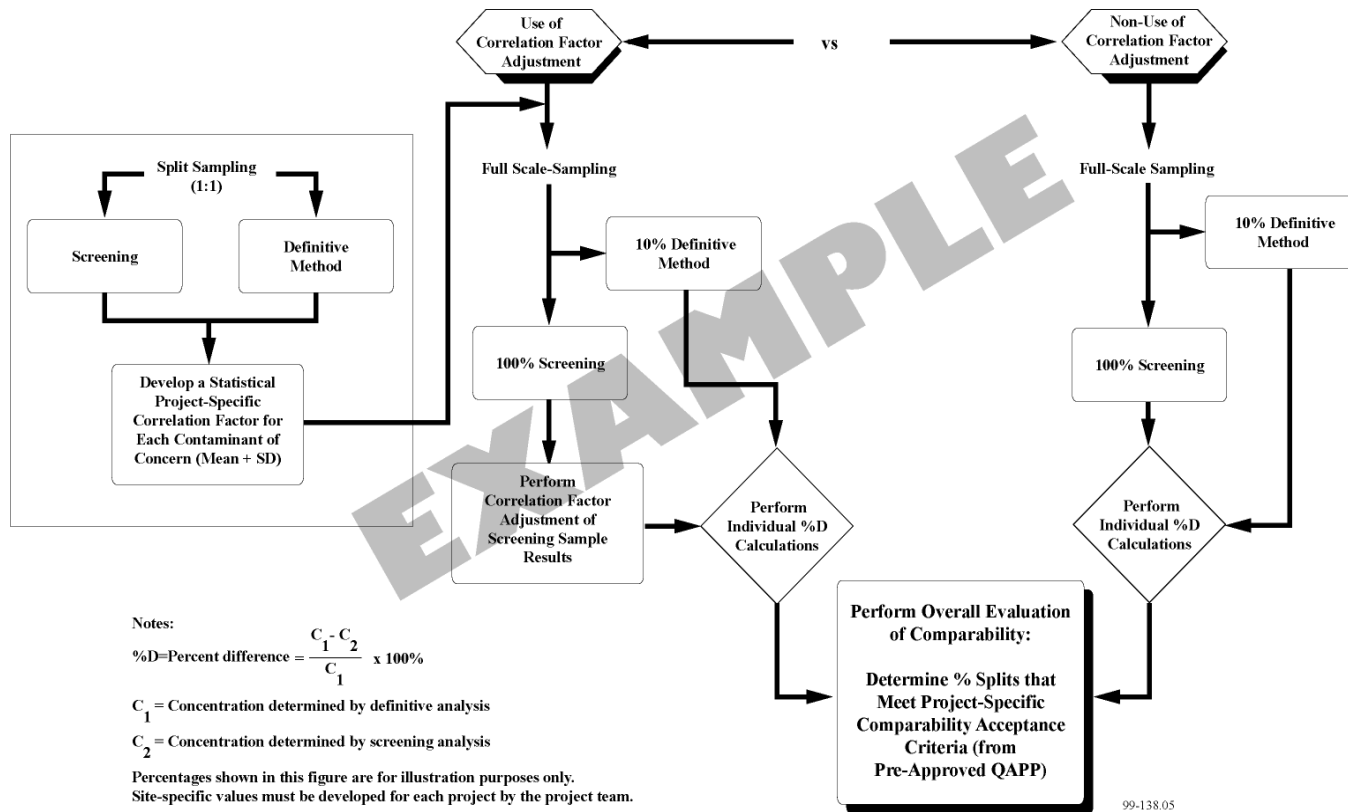 Use of
Correlation Factor
Adjustment
vs
Non-Use of
Correlation Factor
Adjustment
Split Sampling
(1:1)
Screening
Definitive
Method
Develop a Statistical
Project-Specific
Correlation Factor for
Each Contaminant of
Concern (Mean + SD)
Full Scale-Sampling
10% Definitive
Method
100% Screening
Perform
Correlation Factor
Adjustment of
Screening Sample
Results
Perform
Individual %D
Calculations
Full-Scale Sampling
10% Definitive
Method
100% Screening
Perform
Individual %D
Calculations
EXAMPLE
Perform Overall Evaluation
of Comparability:
Determine % Splits that
Meet Project-Specific
Comparability Acceptance
Criteria (from
Pre-Approved QAPP)
Notes:
%D=Percent difference = C1- C2 / C1 x 100%
C1 = Concentration determined by definitive analysis
C2 = Concentration determined by screening analysis
Percentages shown in this figure are for illustration purposes only.
Site-specific values must be developed for each project by the project team.
99-138.05